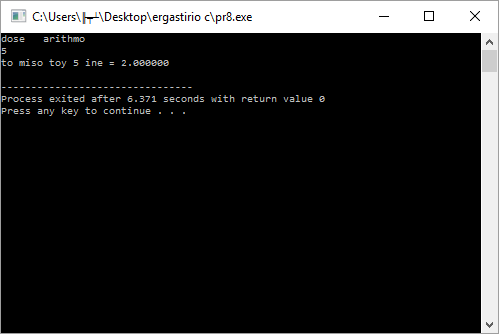 C:\Users\╠┼┴\Desktop\ergastirio c\pr8.exe
dose   arithmo
5
to miso toy 5 ine = 2.000000
--------------------------------
Process exited after 6.371 seconds with return value 0
Press any key to continue . . .